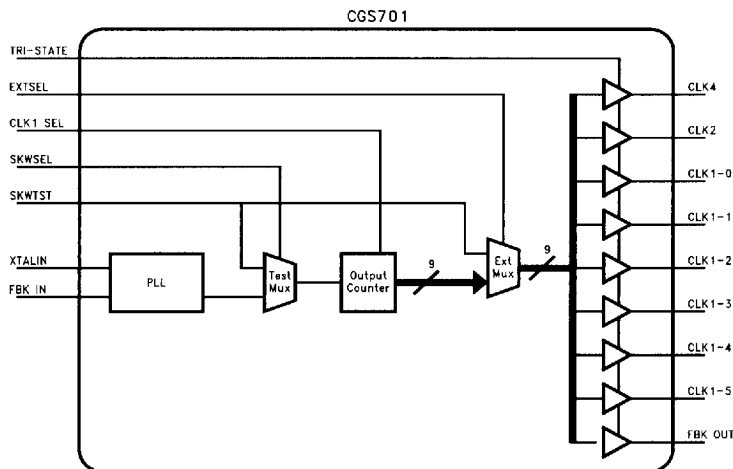 CGS701
TRI-STATE
EXTSEL
CLK1 SEL
SKWSEL
SKWTST
XTALIN
FBK IN
PLL
Test
Mux
Output
Counter
9
Ext
Mux
9
CLK4
CLK2
CLK1-0
CLK1-1
CLK1-2
CLK1-3
CLK1-4
CLK1-5
FBK OUT